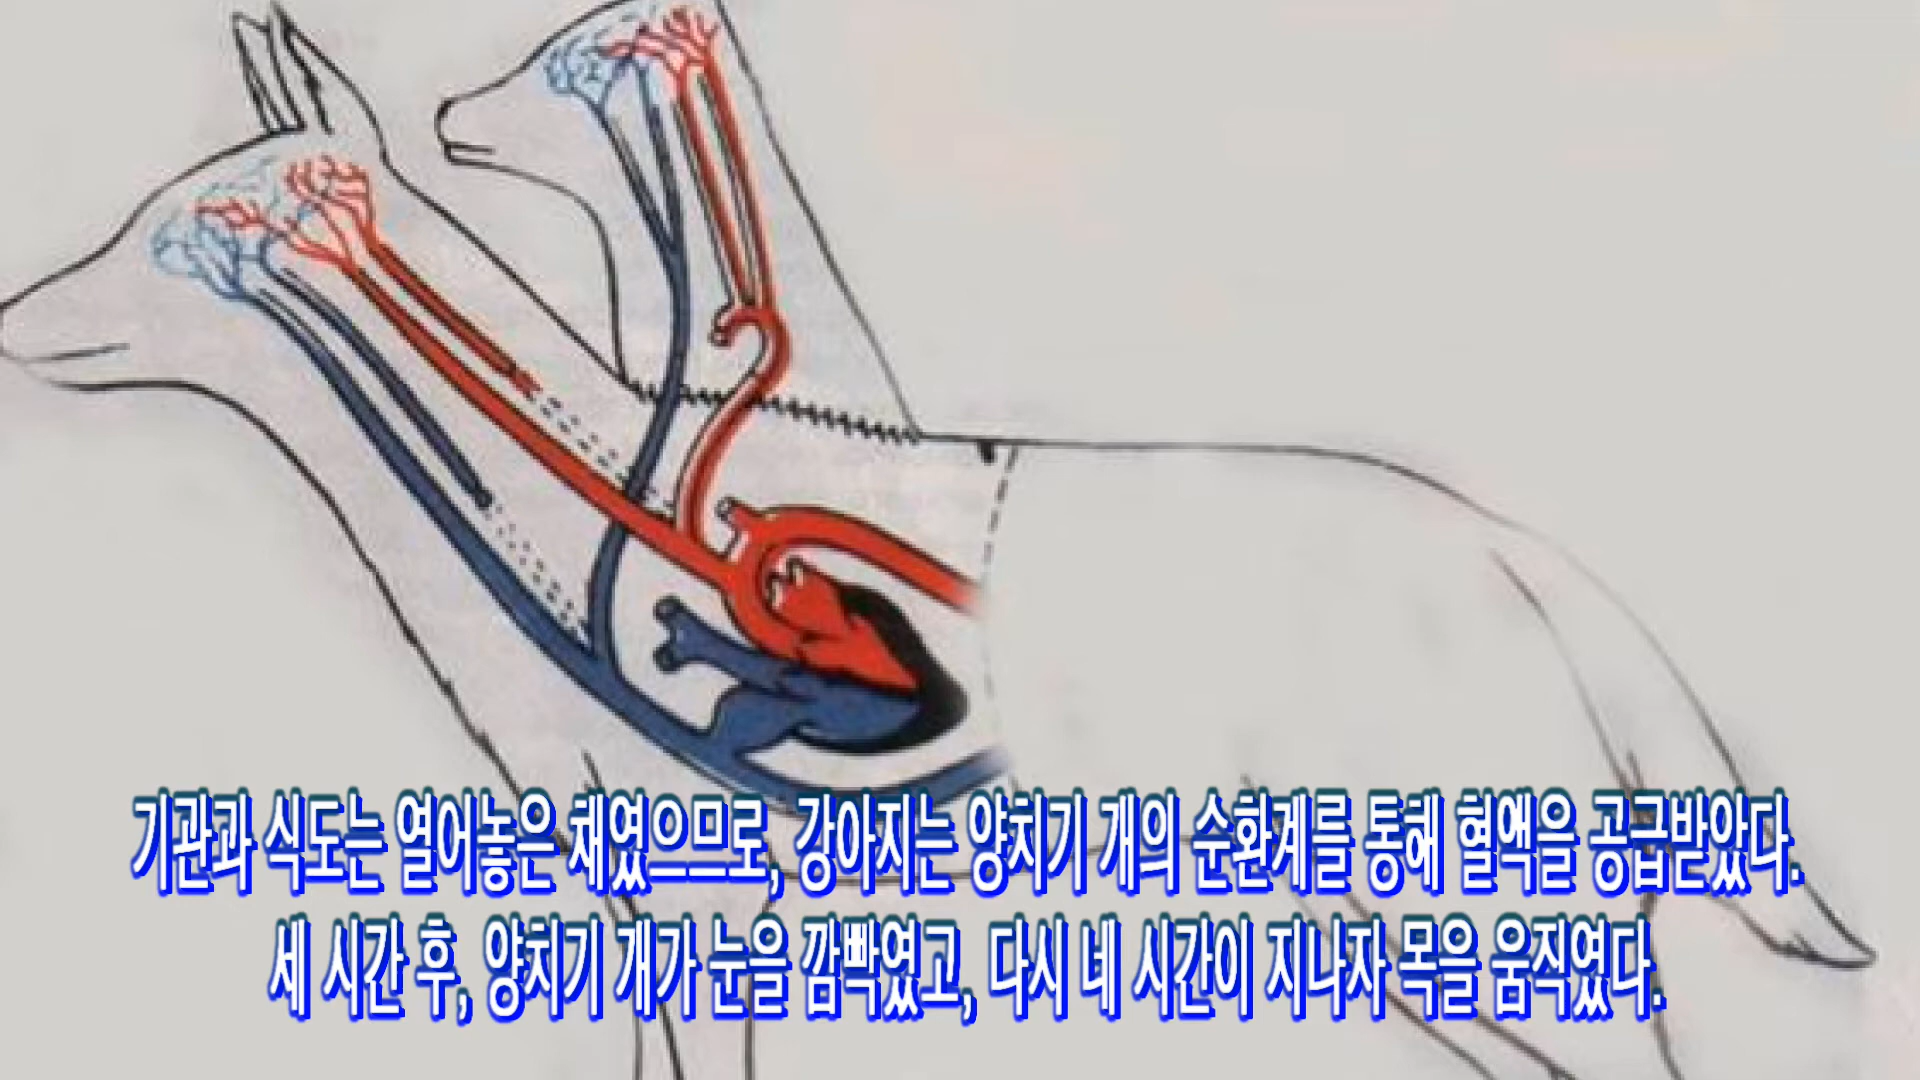 기관과 식도는 열어놓은 채였으므로, 강아지는 양치기 개의 순환계를 통해 혈액을 공급받았다.
세 시간 후, 양치기 개가 눈을 깜빡였고, 다시 네 시간이 지나자 목을 움직였다.